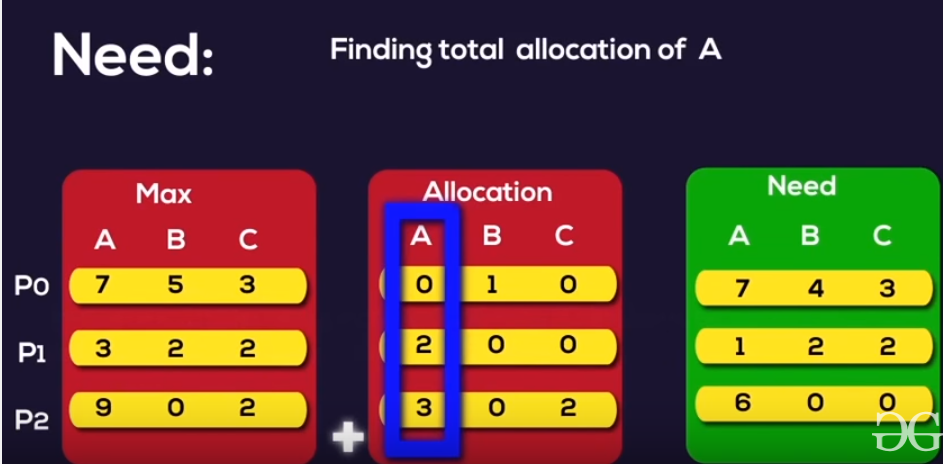 Need:
Finding total allocation of A
Max
Allocation
Need
A B C
A B C
A B C
P0 7 5 3 0 1 0 7 4 3
P1 3 2 2 2 0 0 1 2 2
P2 9 0 2 3 0 2 6 0 0
+
GG